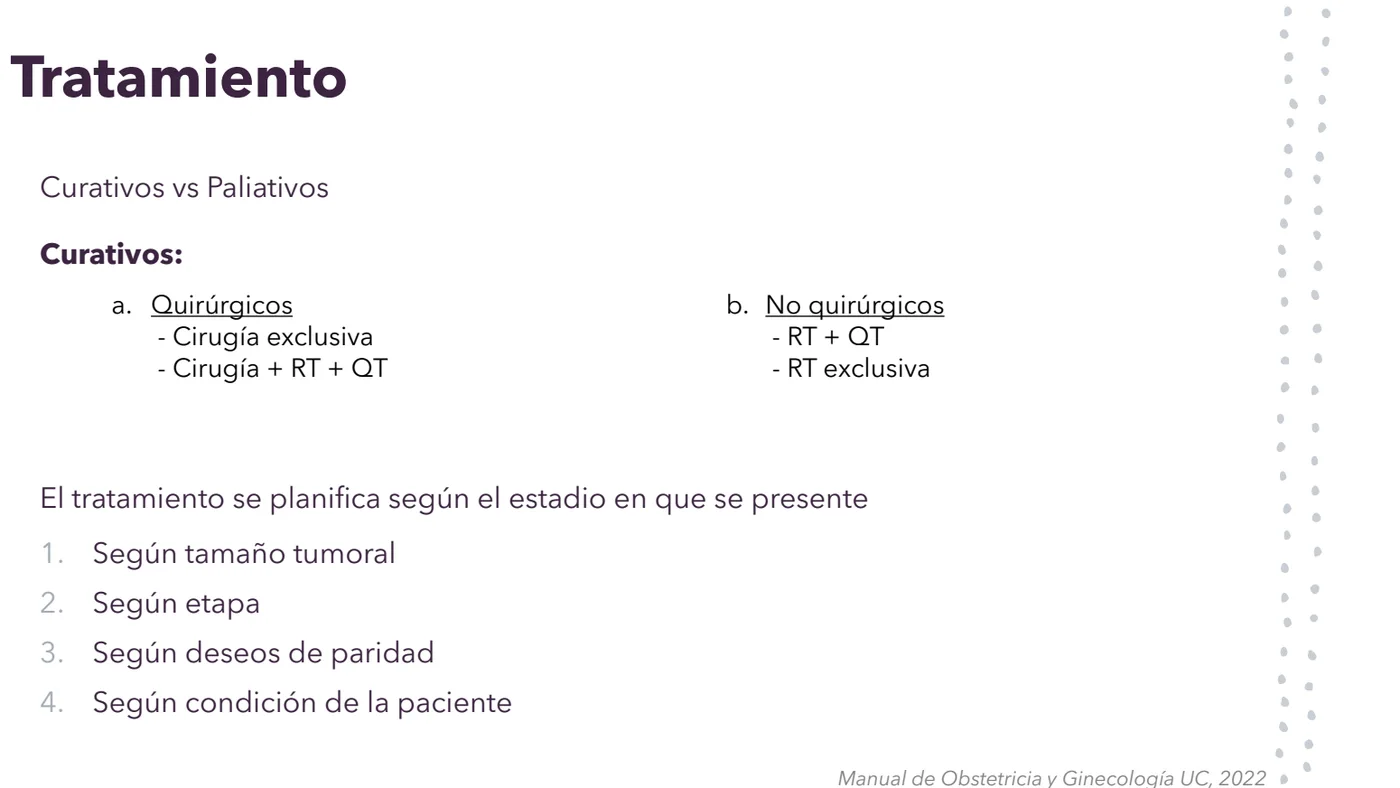 Tratamiento
Curativos vs Paliativos
Curativos:
a. Quirúrgicos
- Cirugía exclusiva
- Cirugía + RT + QT
b. No quirúrgicos
- RT + QT
- RT exclusiva
El tratamiento se planifica según el estadio en que se presente
1. Según tamaño tumoral
2. Según etapa
3. Según deseos de paridad
4. Según condición de la paciente
Manual de Obstetricia y Ginecología UC, 2022